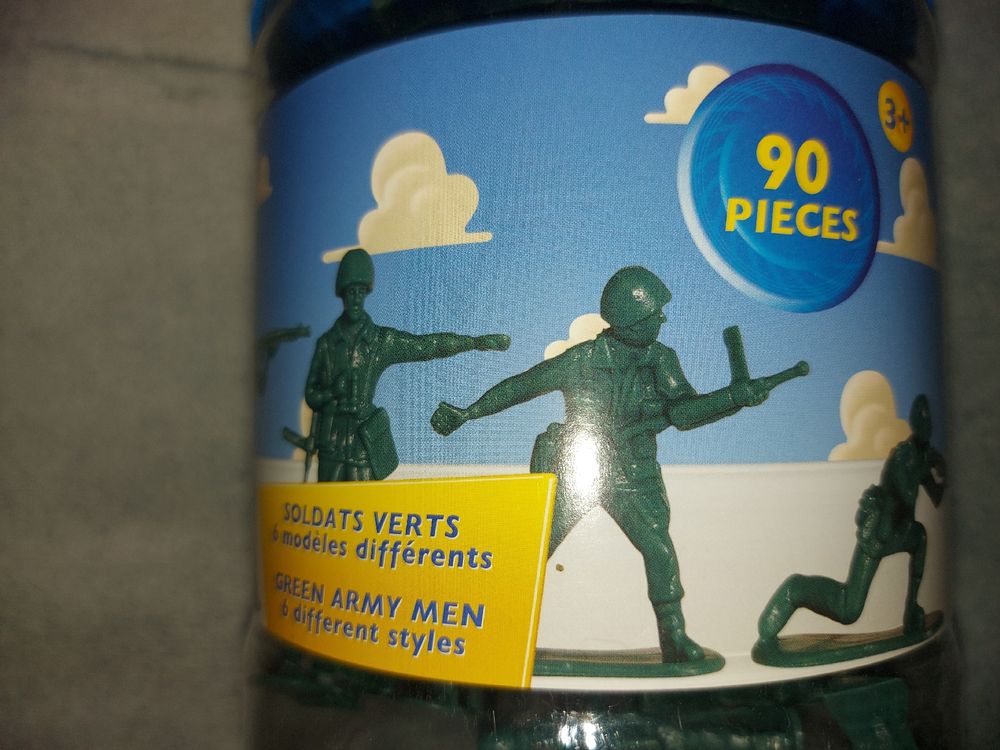 3+
90
PIECES
SOLDATS VERTS
6 modèles différents
GREEN ARMY MEN
6 different styles